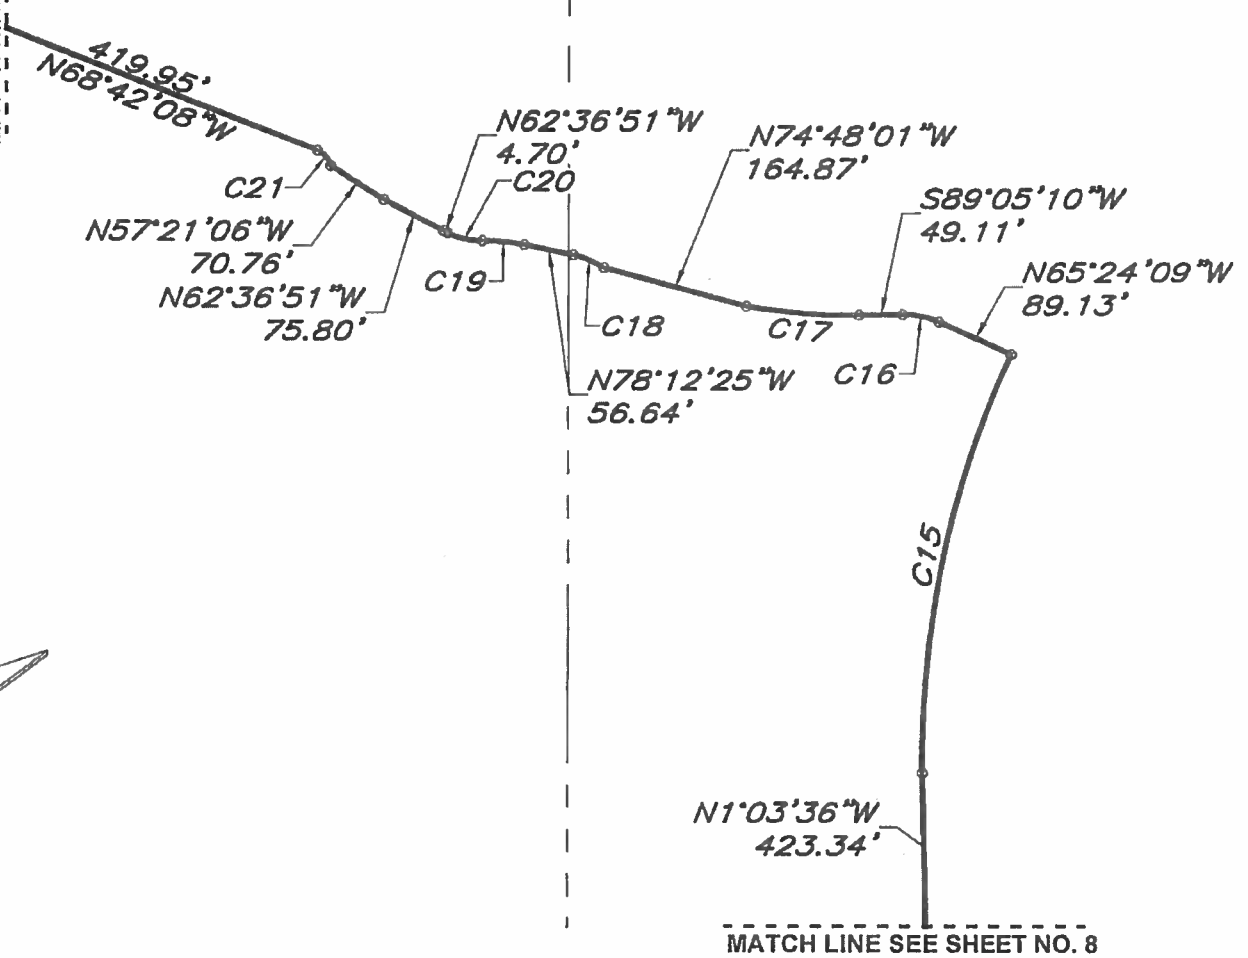 419.95'
N68°42'08"W
N62°36'51"W
4.70'
C20
N74°48'01"W
164.87'
C21
S89°05'10"W
49.11'
N57°21'06"W
70.76'
C19
N65°24'09"W
89.13'
N62°36'51"W
75.80'
C18
C17
C16
N78°12'25"W
56.64'
C15
N1°03'36"W
423.34'
MATCH LINE SEE SHEET NO. 8